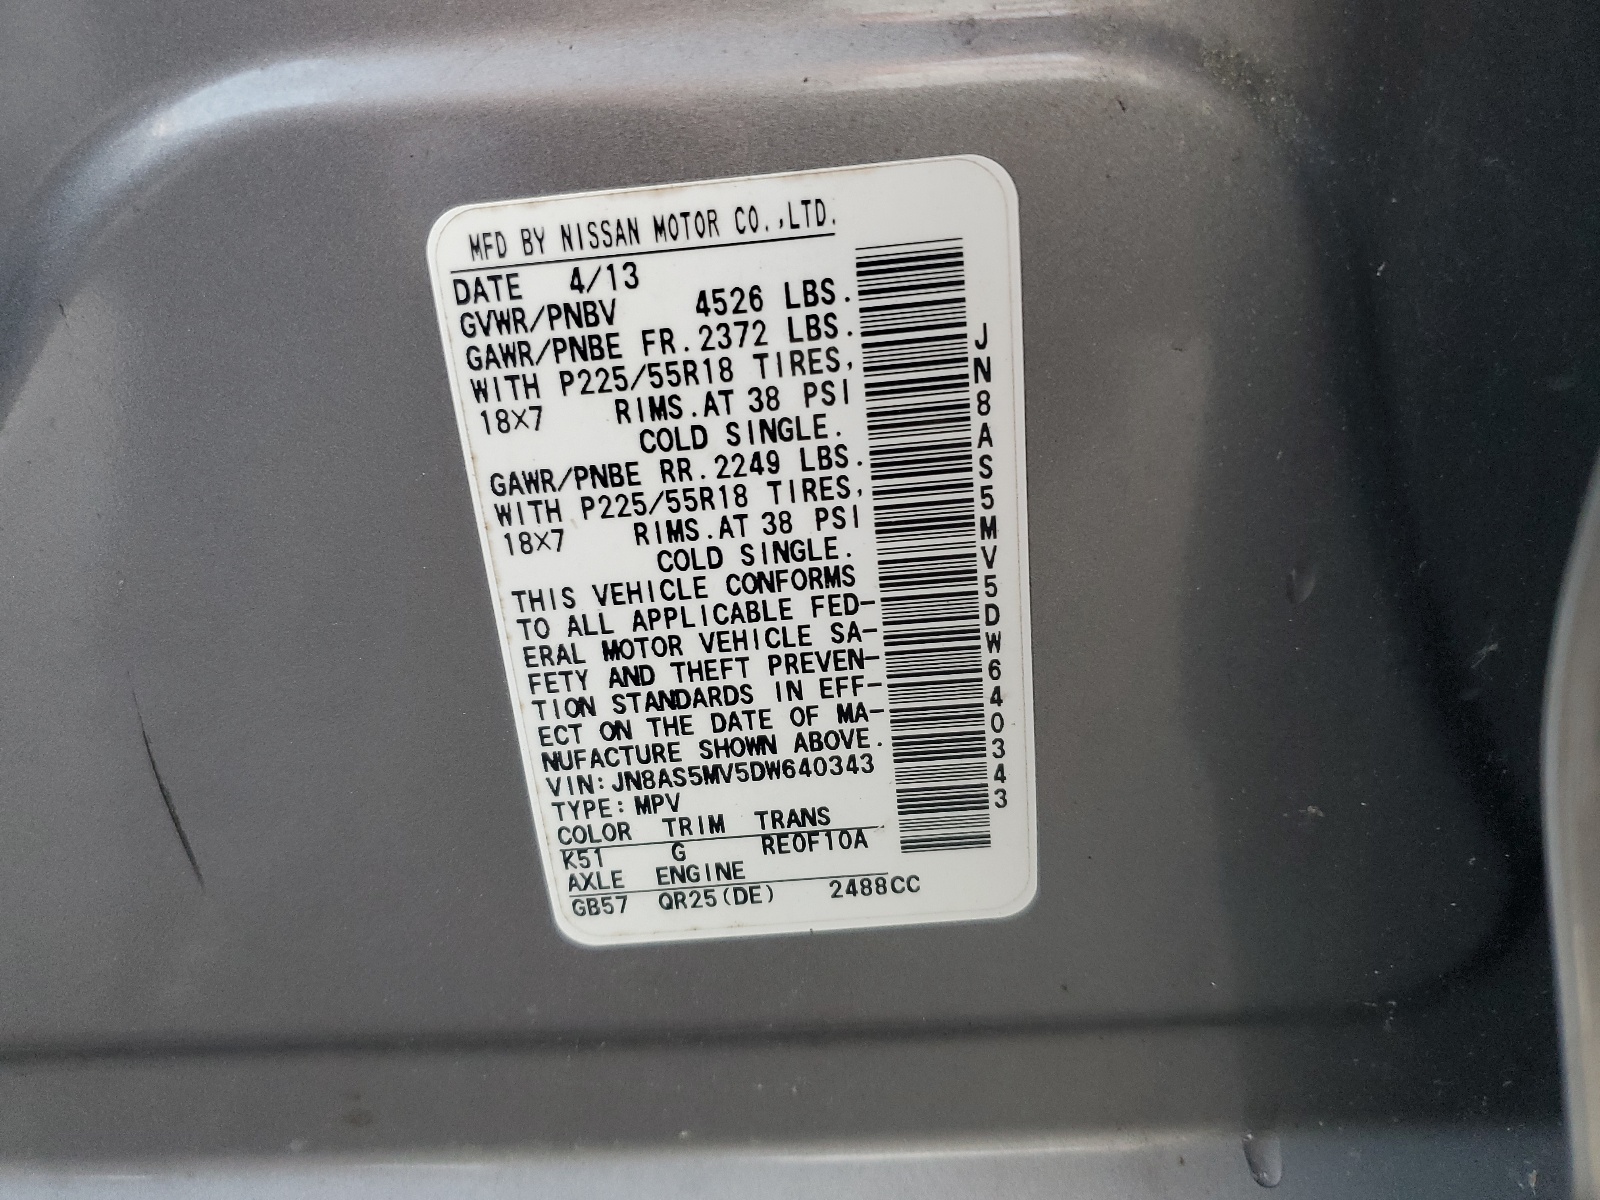 MFD BY NISSAN MOTOR CO.,LTD.
DATE 4/13
GVWR/PNBV 4526 LBS.
GAWR/PNBE FR. 2372 LBS.
WITH P225/55R18 TIRES,
18X7 RIMS. AT 38 PSI
COLD SINGLE.
GAWR/PNBE RR. 2249 LBS.
WITH P225/55R18 TIRES,
18X7 RIMS. AT 38 PSI
COLD SINGLE.
THIS VEHICLE CONFORMS
TO ALL APPLICABLE FED-
ERAL MOTOR VEHICLE SA-
FETY AND THEFT PREVEN-
TION STANDARDS IN EFF-
ECT ON THE DATE OF MA-
NUFACTURE SHOWN ABOVE.
VIN: JN8AS5MV5DW640343
TYPE: MPV
COLOR TRIM TRANS
K51 G RE0F10A
AXLE ENGINE
GB57 QR25(DE) 2488CC
JN8AS5MV5DW640343